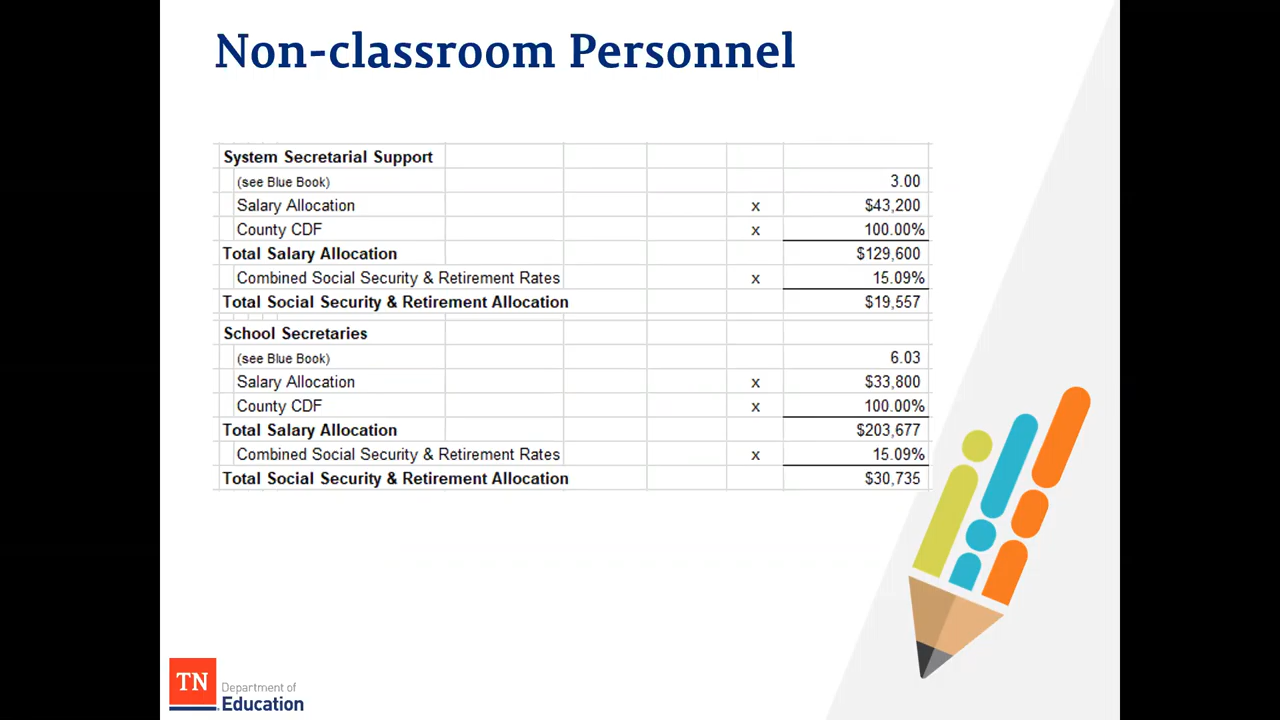 Non-classroom Personnel
System Secretarial Support
(see Blue Book) 3.00
Salary Allocation x $43,200
County CDF x 100.00%
Total Salary Allocation $129,600
Combined Social Security & Retirement Rates x 15.09%
Total Social Security & Retirement Allocation $19,557
School Secretaries
(see Blue Book) 6.03
Salary Allocation x $33,800
County CDF x 100.00%
Total Salary Allocation $203,677
Combined Social Security & Retirement Rates x 15.09%
Total Social Security & Retirement Allocation $30,735
TN
Department of
Education